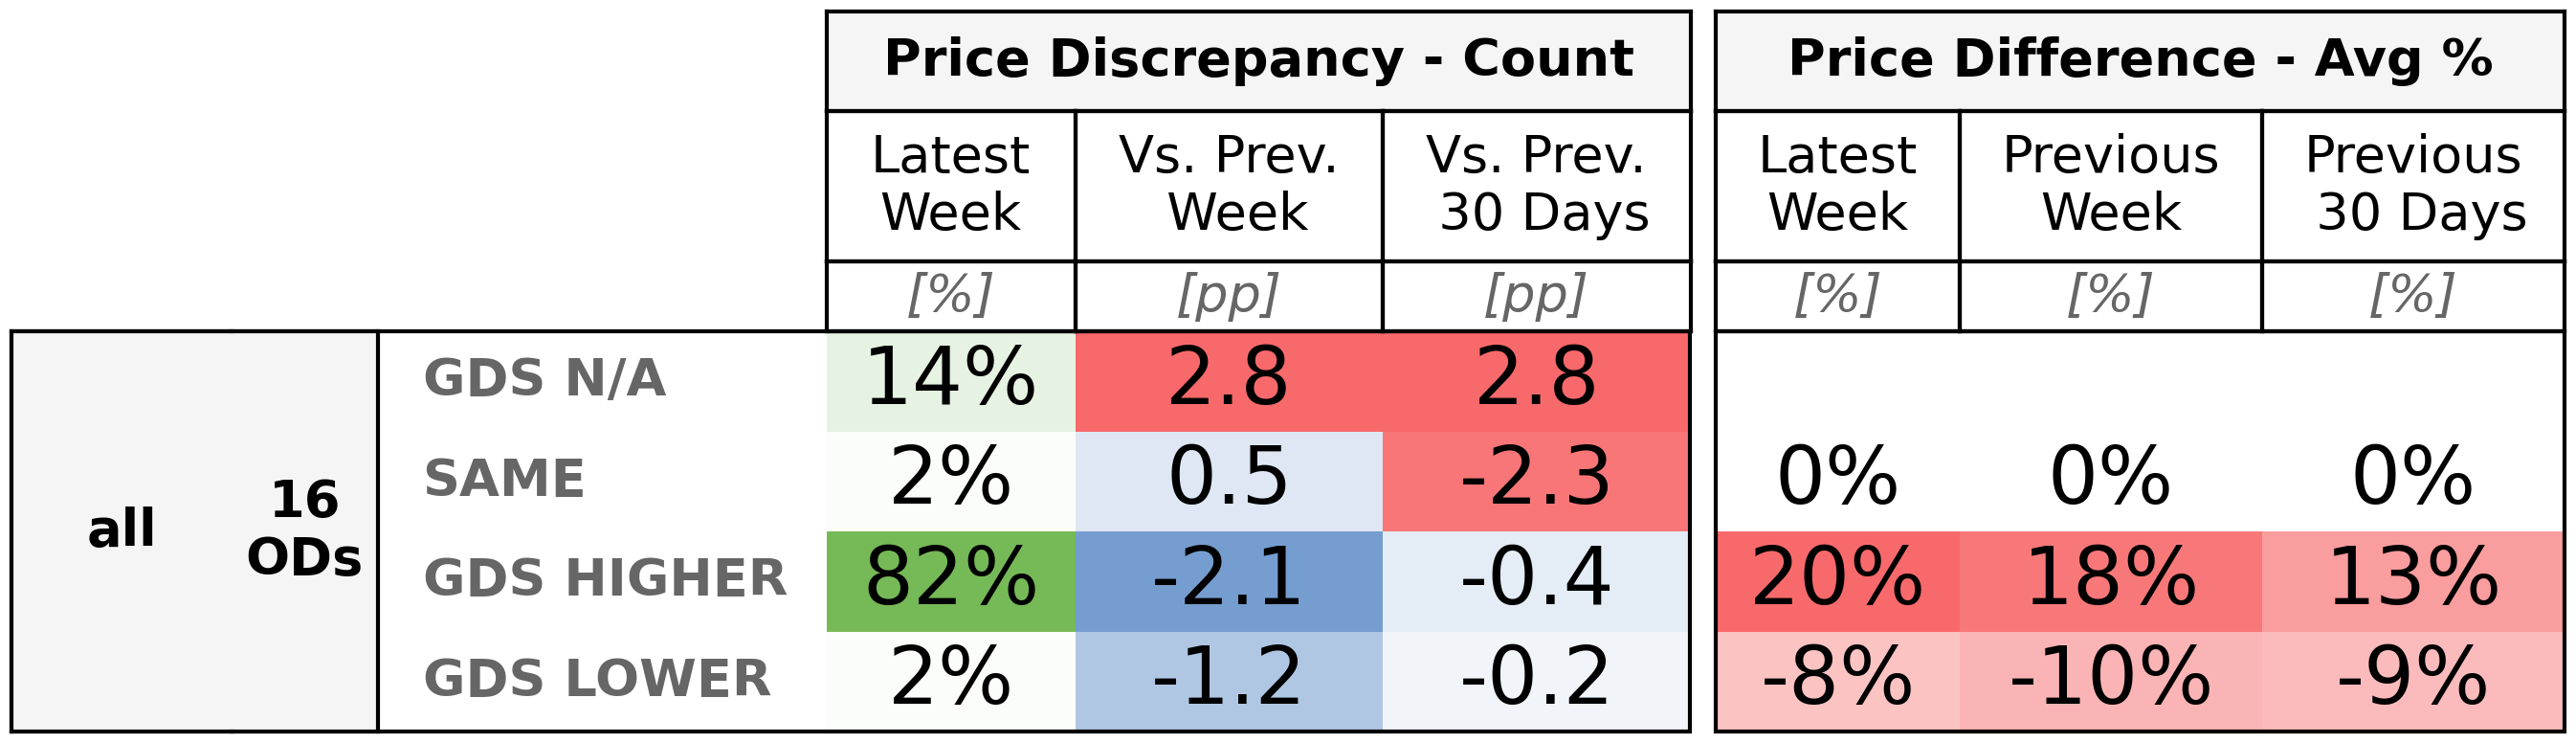 Price Discrepancy - Count Price Difference - Avg %
Latest Week Vs. Prev. Week Vs. Prev. 30 Days Latest Week Previous Week Previous 30 Days
[%] [pp] [pp] [%] [%] [%]
all 16 ODs
GDS N/A 14% 2.8 2.8
SAME 2% 0.5 -2.3 0% 0% 0%
GDS HIGHER 82% -2.1 -0.4 20% 18% 13%
GDS LOWER 2% -1.2 -0.2 -8% -10% -9%